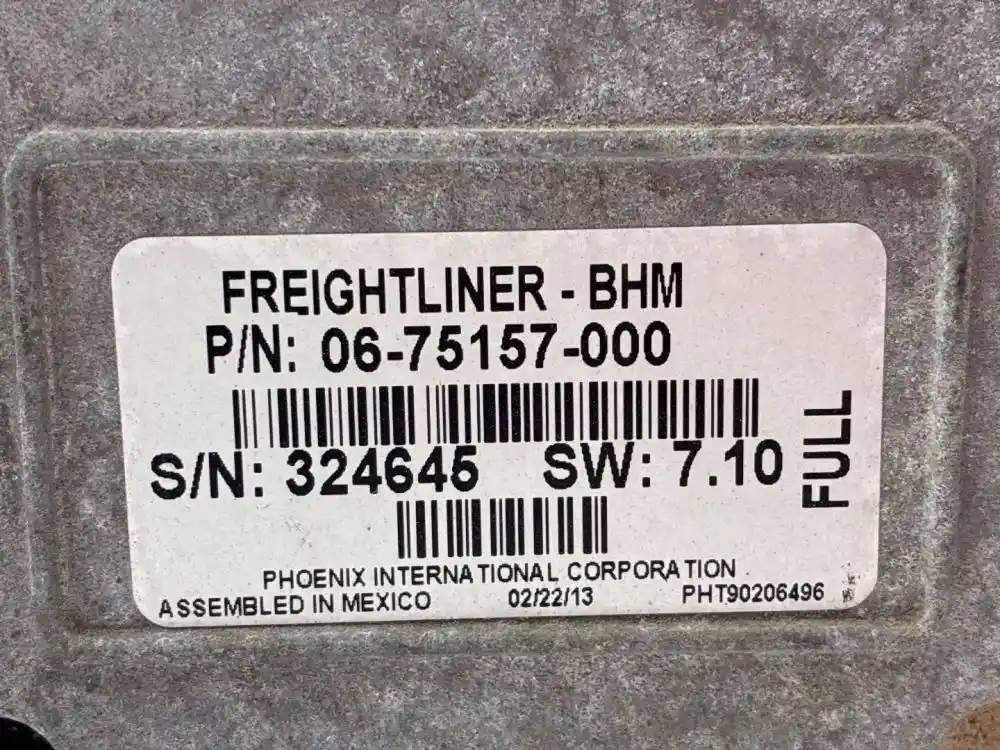 FREIGHTLINER - BHM
P/N: 06-75157-000
S/N: 324645 SW: 7.10
FULL
PHOENIX INTERNATIONAL CORPORATION
ASSEMBLED IN MEXICO 02/22/13 PHT90206496